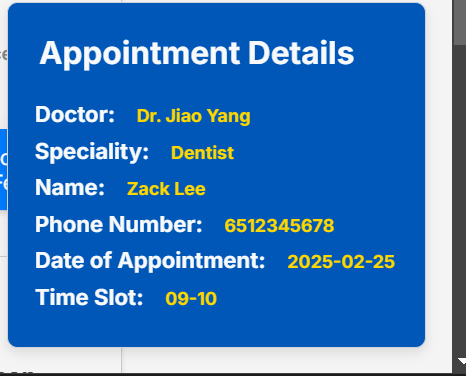 Appointment Details
Doctor: Dr. Jiao Yang
Speciality: Dentist
Name: Zack Lee
Phone Number: 6512345678
Date of Appointment: 2025-02-25
Time Slot: 09-10